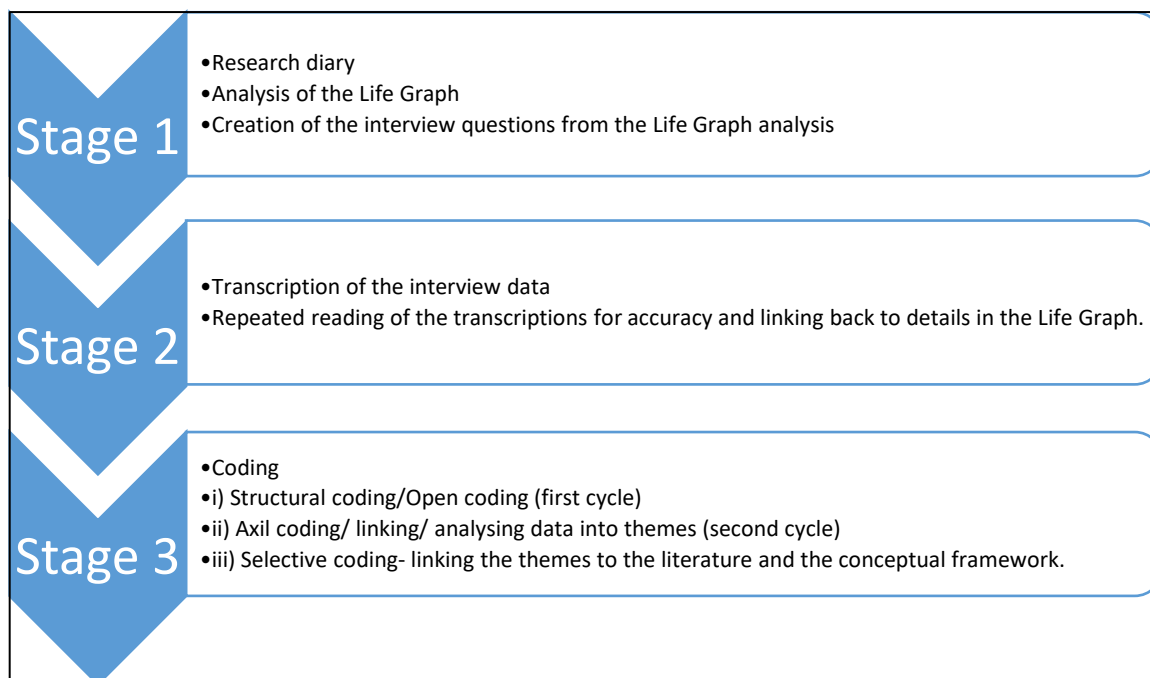 Stage 1
•Research diary
•Analysis of the Life Graph
•Creation of the interview questions from the Life Graph analysis
Stage 2
•Transcription of the interview data
•Repeated reading of the transcriptions for accuracy and linking back to details in the Life Graph.
Stage 3
•Coding
•i) Structural coding/Open coding (first cycle)
•ii) Axil coding/ linking/ analysing data into themes (second cycle)
•iii) Selective coding- linking the themes to the literature and the conceptual framework.